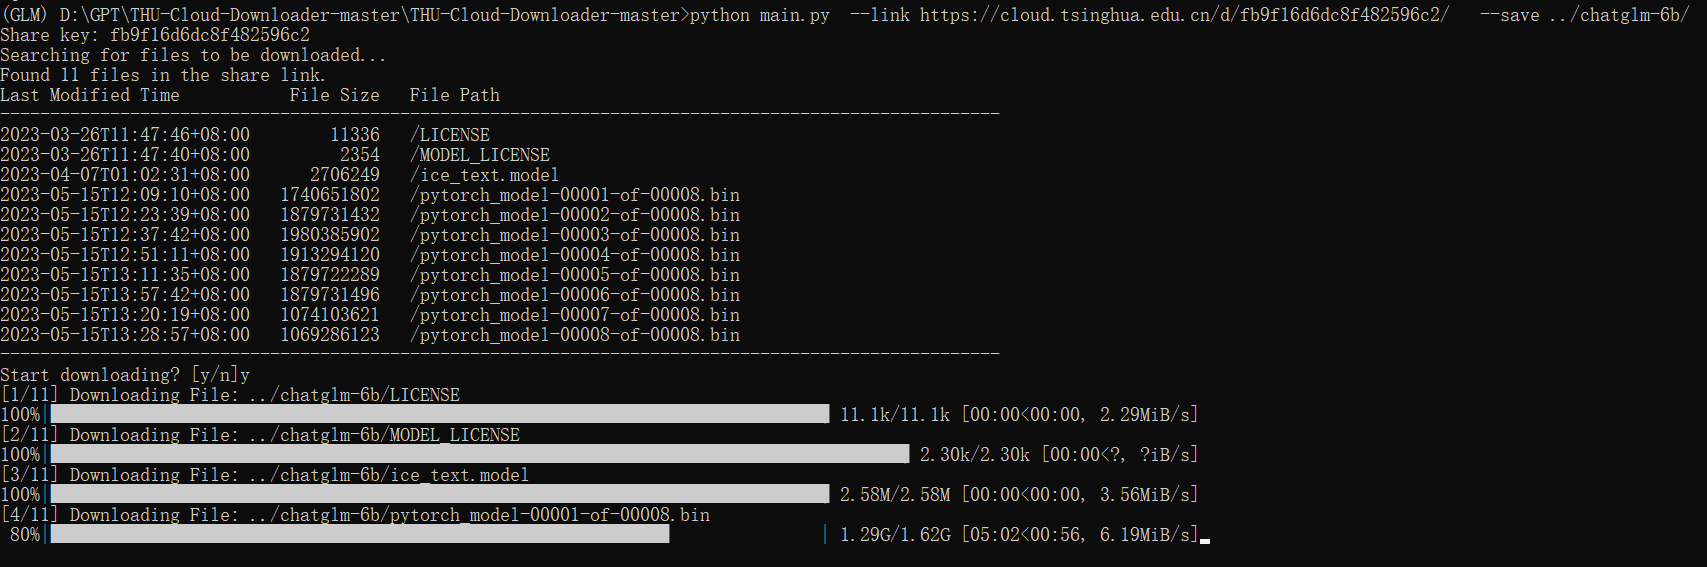 (GLM) D:\GPT\THU-Cloud-Downloader-master\THU-Cloud-Downloader-master>python main.py  --link https://cloud.tsinghua.edu.cn/d/fb9f16d6dc8f482596c2/   --save ../chatglm-6b/
Share key: fb9f16d6dc8f482596c2
Searching for files to be downloaded...
Found 11 files in the share link.
Last Modified Time           File Size   File Path
----------------------------------------------------------------------------------------------------
2023-03-26T11:47:46+08:00        11336   /LICENSE
2023-03-26T11:47:40+08:00         2354   /MODEL_LICENSE
2023-04-07T01:02:31+08:00      2706249   /ice_text.model
2023-05-15T12:09:10+08:00   1740651802   /pytorch_model-00001-of-00008.bin
2023-05-15T12:23:39+08:00   1879731432   /pytorch_model-00002-of-00008.bin
2023-05-15T12:37:42+08:00   1980385902   /pytorch_model-00003-of-00008.bin
2023-05-15T12:51:11+08:00   1913294120   /pytorch_model-00004-of-00008.bin
2023-05-15T13:11:35+08:00   1879722289   /pytorch_model-00005-of-00008.bin
2023-05-15T13:57:42+08:00   1879731496   /pytorch_model-00006-of-00008.bin
2023-05-15T13:20:19+08:00   1074103621   /pytorch_model-00007-of-00008.bin
2023-05-15T13:28:57+08:00   1069286123   /pytorch_model-00008-of-00008.bin
----------------------------------------------------------------------------------------------------
Start downloading? [y/n]y
[1/11] Downloading File: ../chatglm-6b/LICENSE
100%| | 11.1k/11.1k [00:00<00:00, 2.29MiB/s]
[2/11] Downloading File: ../chatglm-6b/MODEL_LICENSE
100%| | 2.30k/2.30k [00:00<?, ?iB/s]
[3/11] Downloading File: ../chatglm-6b/ice_text.model
100%| | 2.58M/2.58M [00:00<00:00, 3.56MiB/s]
[4/11] Downloading File: ../chatglm-6b/pytorch_model-00001-of-00008.bin
80%| | 1.29G/1.62G [05:02<00:56, 6.19MiB/s]